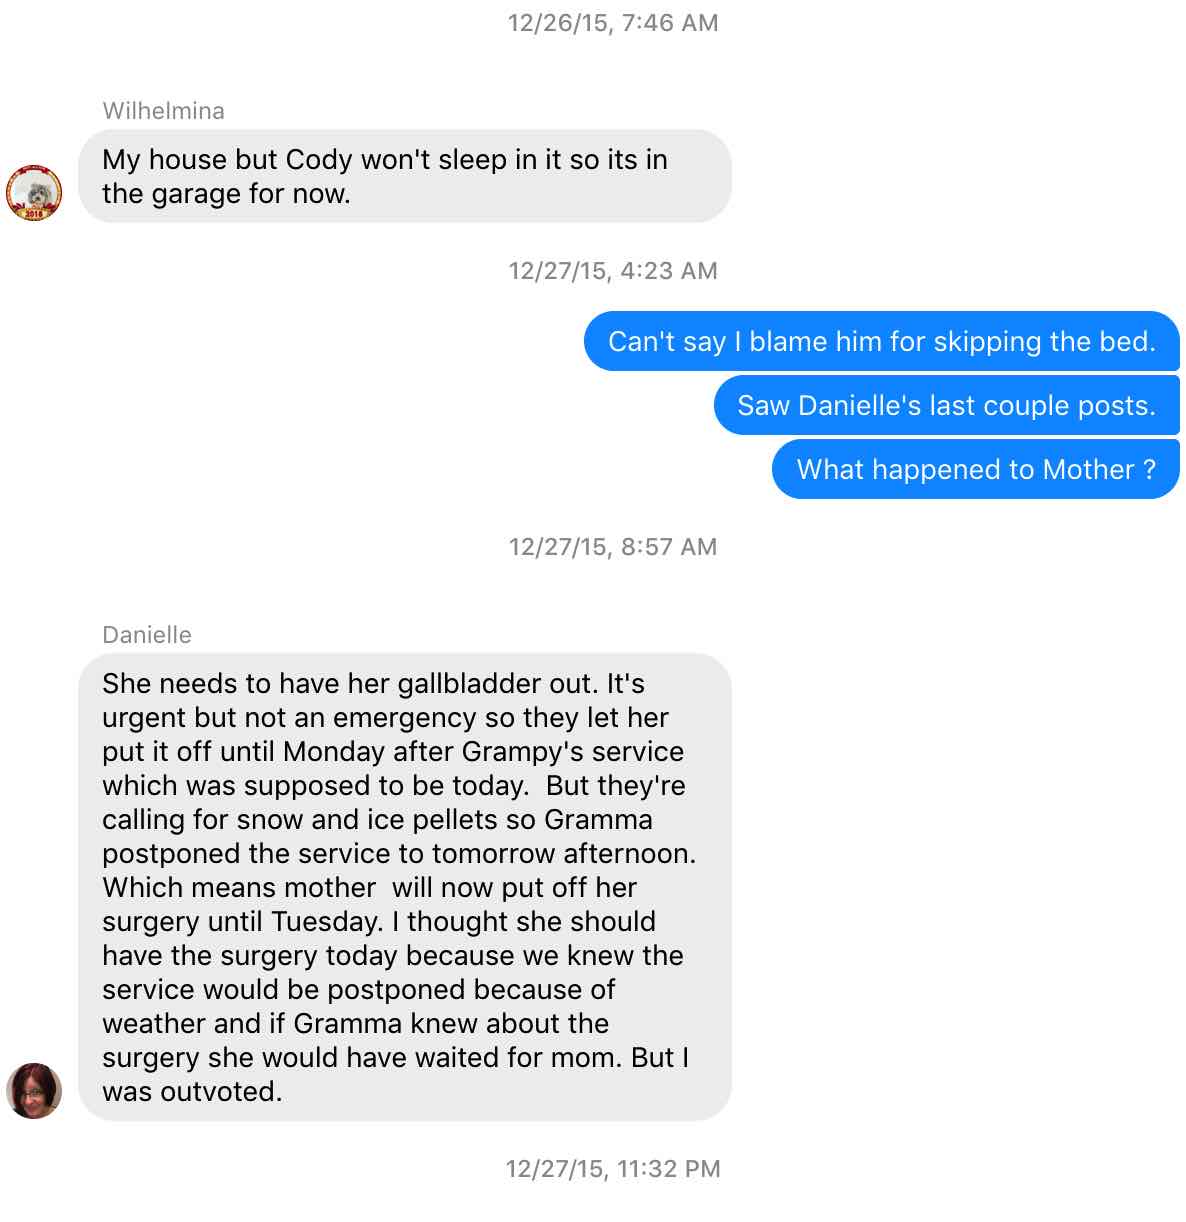 12/26/15, 7:46 AM
Wilhelmina
My house but Cody won't sleep in it so its in
the garage for now.
2016
12/27/15, 4:23 AM
Can't say I blame him for skipping the bed.
Saw Danielle's last couple posts.
What happened to Mother ?
12/27/15, 8:57 AM
Danielle
She needs to have her gallbladder out. It's
urgent but not an emergency so they let her
put it off until Monday after Grampy's service
which was supposed to be today.  But they're
calling for snow and ice pellets so Gramma
postponed the service to tomorrow afternoon.
Which means mother  will now put off her
surgery until Tuesday. I thought she should
have the surgery today because we knew the
service would be postponed because of
weather and if Gramma knew about the
surgery she would have waited for mom. But I
was outvoted.
12/27/15, 11:32 PM